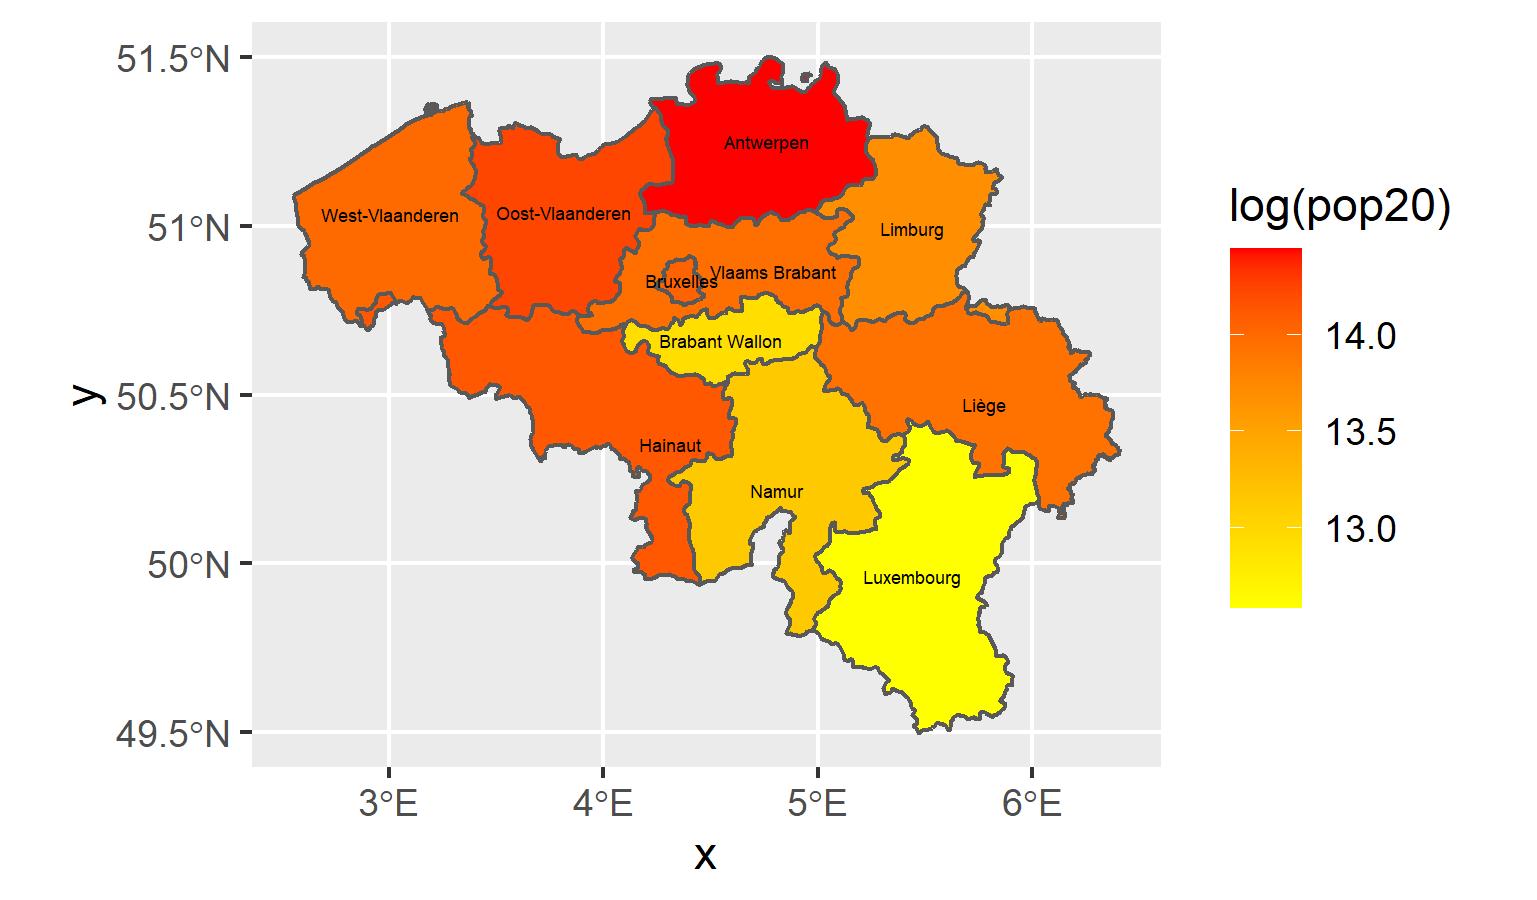 51.5°N
51°N
50.5°N
50°N
49.5°N
y
3°E
4°E
5°E
6°E
x
Antwerpen
West-Vlaanderen
Oost-Vlaanderen
Limburg
Vlaams Brabant
Bruxelles
Brabant Wallon
Liège
Hainaut
Namur
Luxembourg
log(pop20)
14.0
13.5
13.0